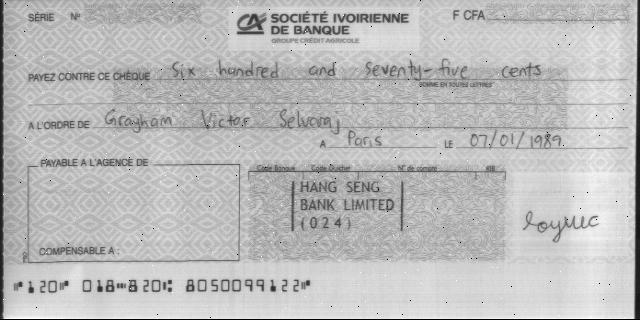 SÉRIE N° CA SOCIÉTÉ IVOIRIENNE F CFA
DE BANQUE
GROUPE CRÉDIT AGRICOLE
PAYEZ CONTRE CE CHÈQUE Six hundred and seventy-five cents
SOMME EN TOUTES LETTRES
A L'ORDRE DE Grayham Victor Selvaraj
A Paris LE 07/01/1989
PAYABLE A L'AGENCE DE
Code Banque Code Guichet N° de compte RIB
HANG SENG
BANK LIMITED
(024)
COMPENSABLE A :
"120" 018 820 8050099122"